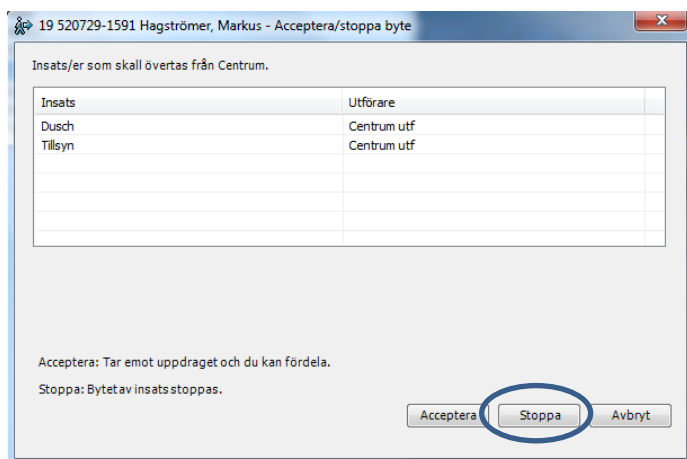 19 520729-1591 Hagströmer, Markus - Acceptera/stoppa byte
Insats/er som skall övertas från Centrum.
Insats Utförare
Dusch Centrum utf
Tillsyn Centrum utf
Acceptera: Tar emot uppdraget och du kan fördela.
Stoppa: Bytet av insats stoppas.
Acceptera Stoppa Avbryt